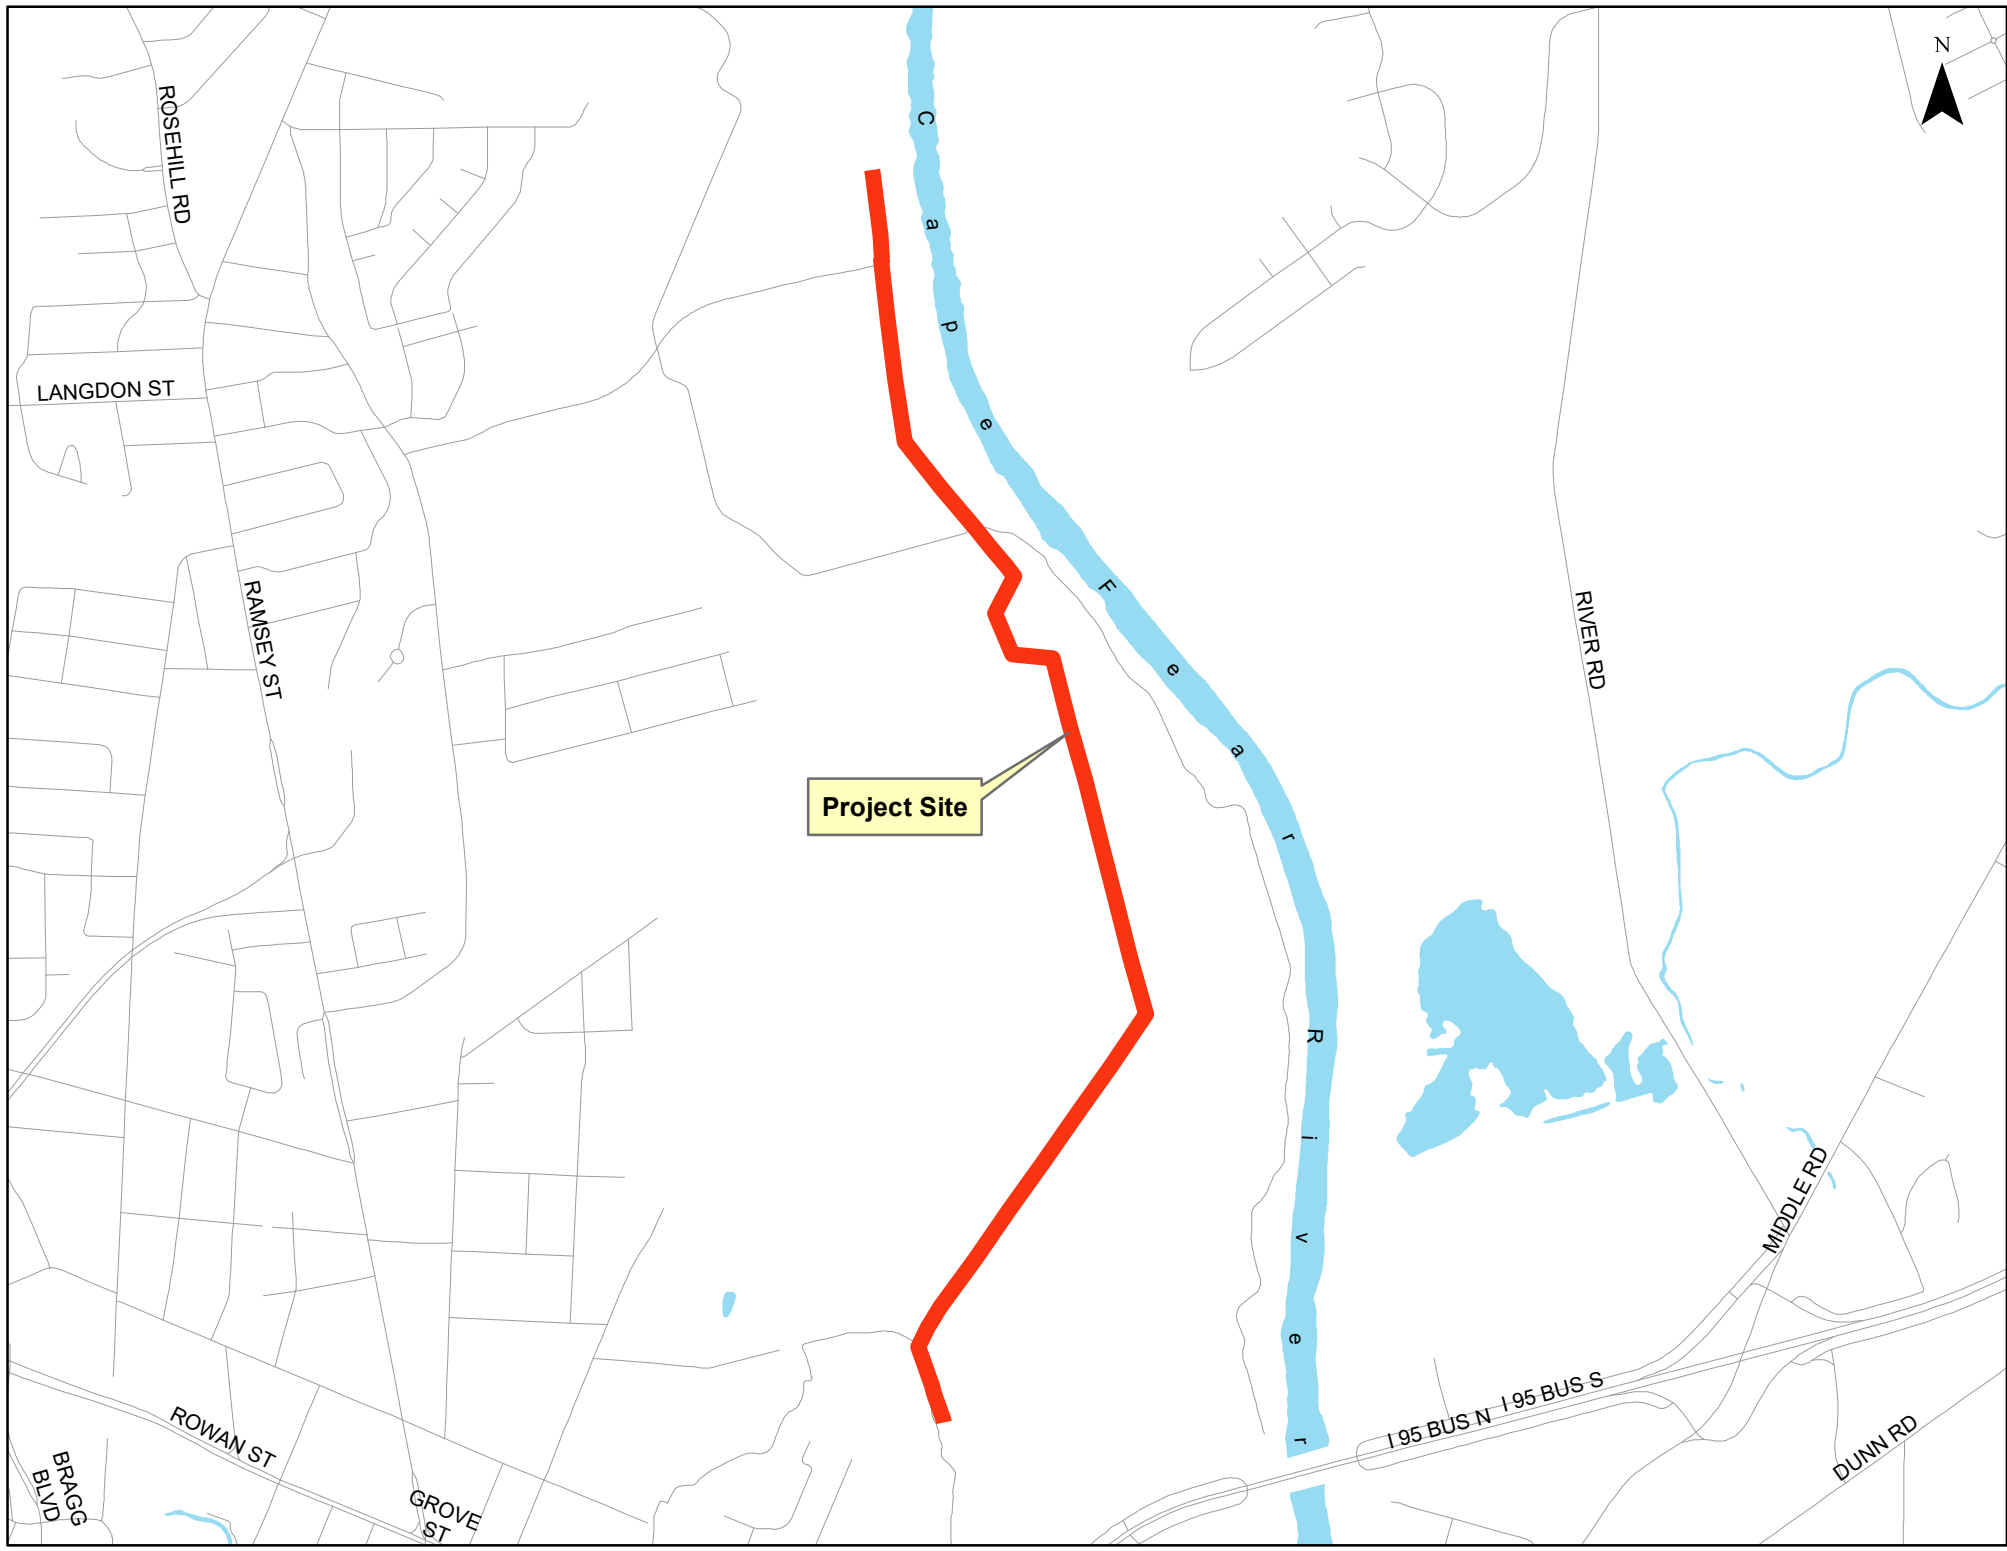 N
ROSEHILL RD
LANGDON ST
RAMSEY ST
Cape Fear River
RIVER RD
Project Site
MIDDLE RD
I 95 BUS N
I 95 BUS S
DUNN RD
ROWAN ST
BRAGG
BLVD
GROVE
ST